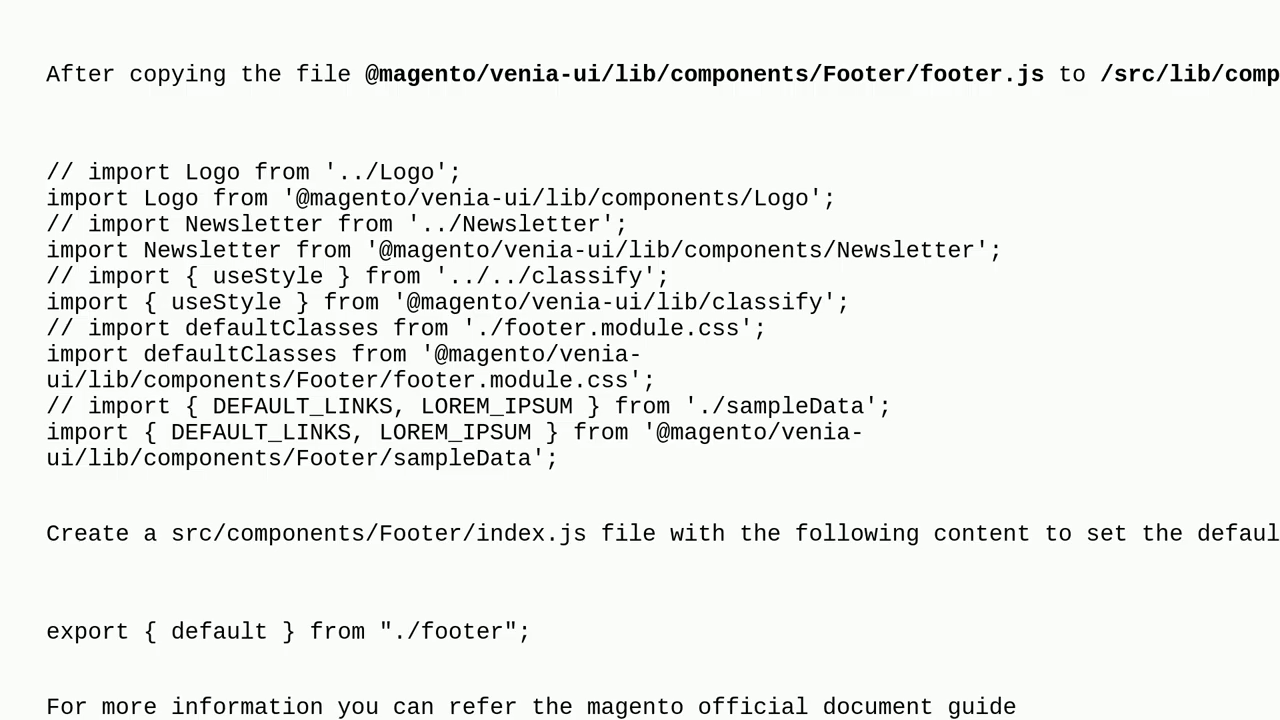 After copying the file @magento/venia-ui/lib/components/Footer/footer.js to /src/lib/comp
// import Logo from '../Logo';
import Logo from '@magento/venia-ui/lib/components/Logo';
// import Newsletter from '../Newsletter';
import Newsletter from '@magento/venia-ui/lib/components/Newsletter';
// import { useStyle } from '../../classify';
import { useStyle } from '@magento/venia-ui/lib/classify';
// import defaultClasses from './footer.module.css';
import defaultClasses from '@magento/venia-
ui/lib/components/Footer/footer.module.css';
// import { DEFAULT_LINKS, LOREM_IPSUM } from './sampleData';
import { DEFAULT_LINKS, LOREM_IPSUM } from '@magento/venia-
ui/lib/components/Footer/sampleData';
Create a src/components/Footer/index.js file with the following content to set the defaul
export { default } from "./footer";
For more information you can refer the magento official document guide